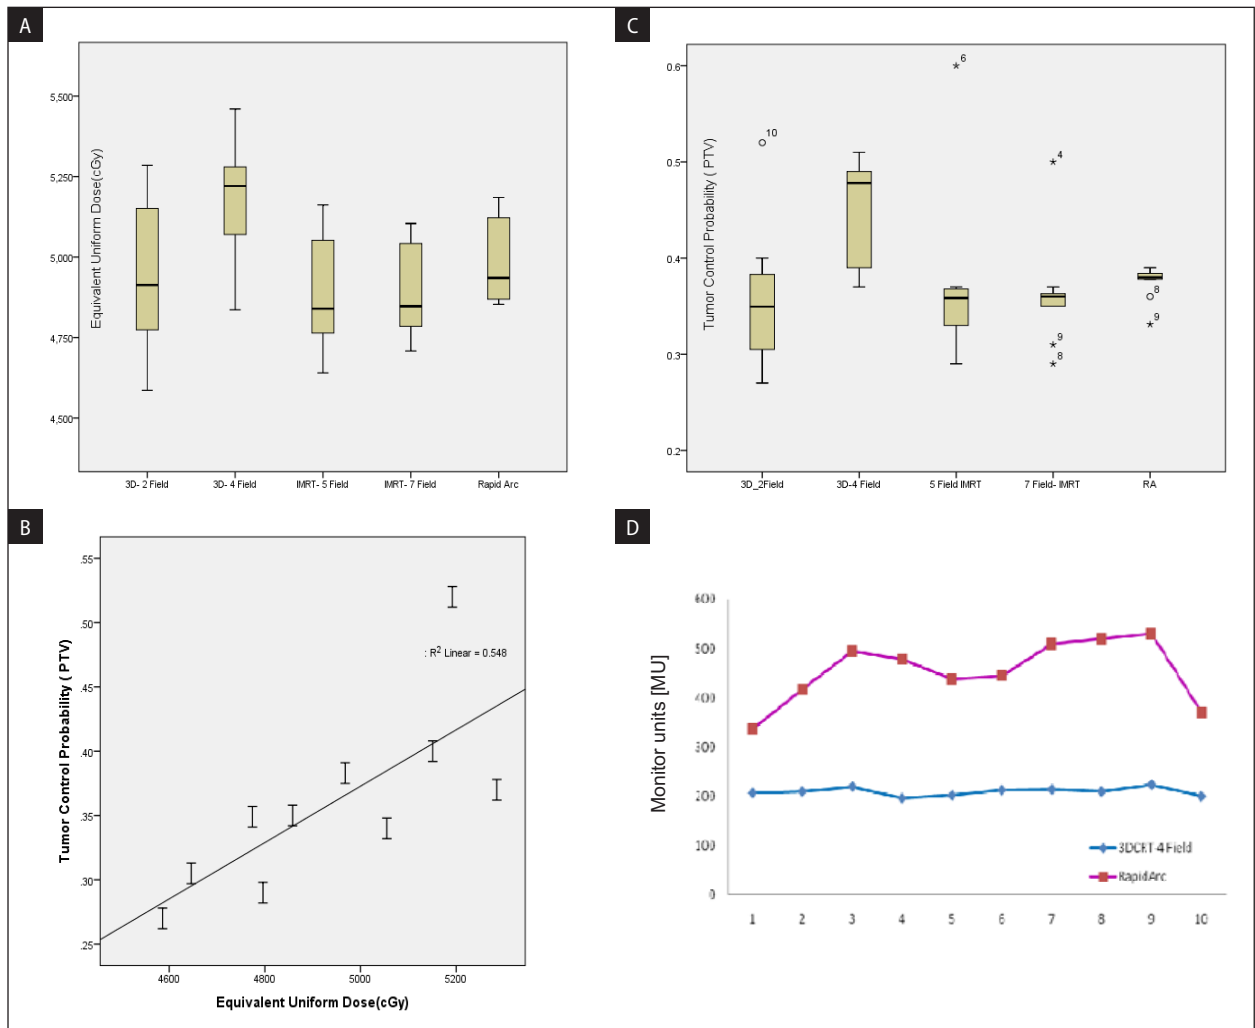 A
Equivalent Uniform Dose(cGy)
5,500
5,250
5,000
4,750
4,500
3D- 2 Field
3D- 4 Field
IMRT- 5 Field
IMRT- 7 Field
Rapid Arc
B
Tumor Control Probability ( PTV)
.55
.50
.45
.40
.35
.30
.25
: R² Linear = 0.548
4600
4800
5000
5200
Equivalent Uniform Dose(cGy)
C
Tumor Control Probability ( PTV)
0.6
0.5
0.4
0.3
0.2
10
6
4
9
8
8
9
3D_2Field
3D-4 Field
5 Field IMRT
7 Field- IMRT
RA
D
Monitor units [MU]
600
500
400
300
200
100
0
3DCRT-4 Field
RapidArc
1 2 3 4 5 6 7 8 9 10